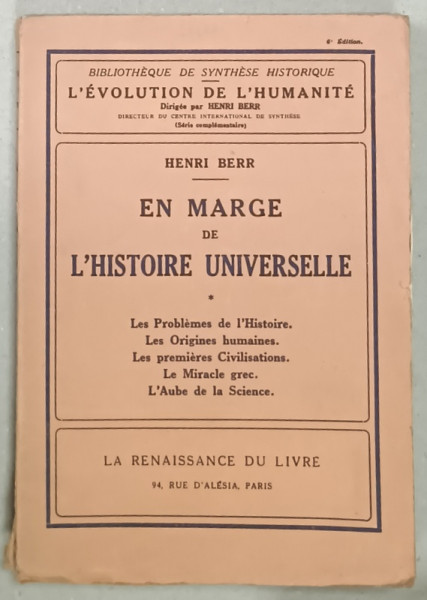 6e Édition.
BIBLIOTHÈQUE DE SYNTHÈSE HISTORIQUE
L'ÉVOLUTION DE L'HUMANITÉ
Dirigée par HENRI BERR
DIRECTEUR DU CENTRE INTERNATIONAL DE SYNTHÈSE
(Série complémentaire)
HENRI BERR
EN MARGE
DE
L'HISTOIRE UNIVERSELLE
*
Les Problèmes de l'Histoire.
Les Origines humaines.
Les premières Civilisations.
Le Miracle grec.
L'Aube de la Science.
LA RENAISSANCE DU LIVRE
94, RUE D'ALÉSIA, PARIS